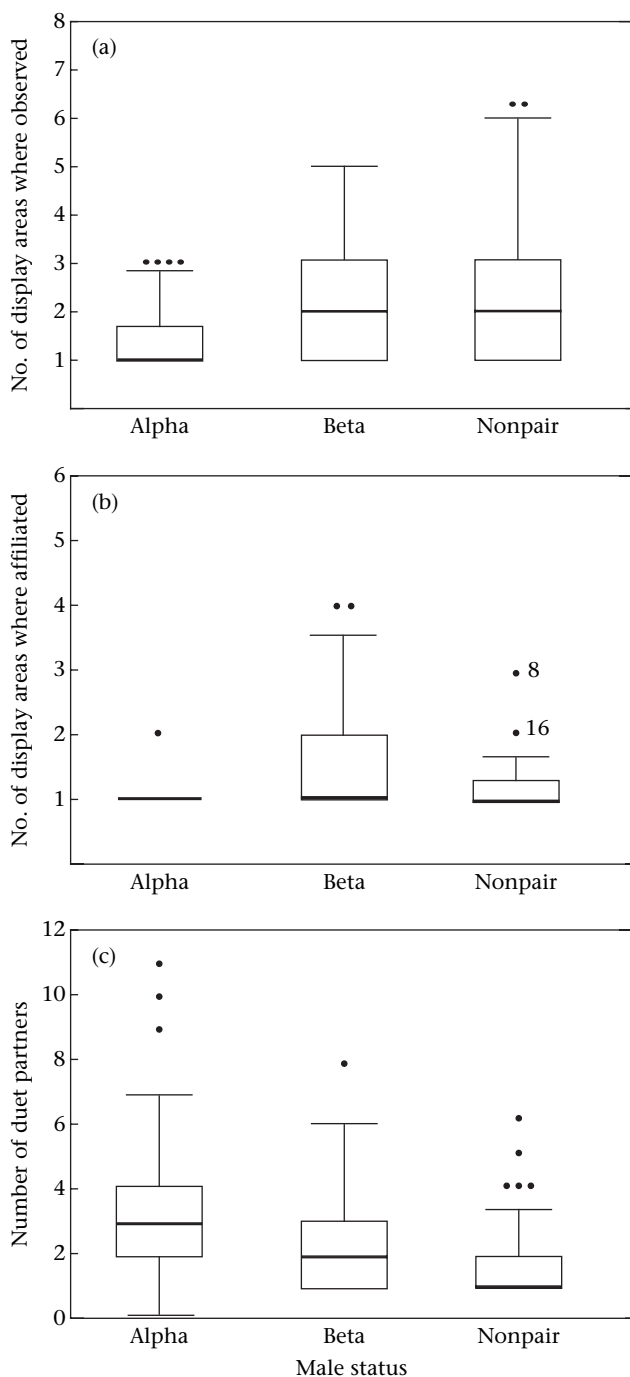 (a)
No. of display areas where observed
8
7
6
5
4
3
2
1
Alpha Beta Nonpair
(b)
No. of display areas where affiliated
6
5
4
3
2
1
8
16
Alpha Beta Nonpair
(c)
Number of duet partners
12
10
8
6
4
2
0
Alpha Beta Nonpair
Male status